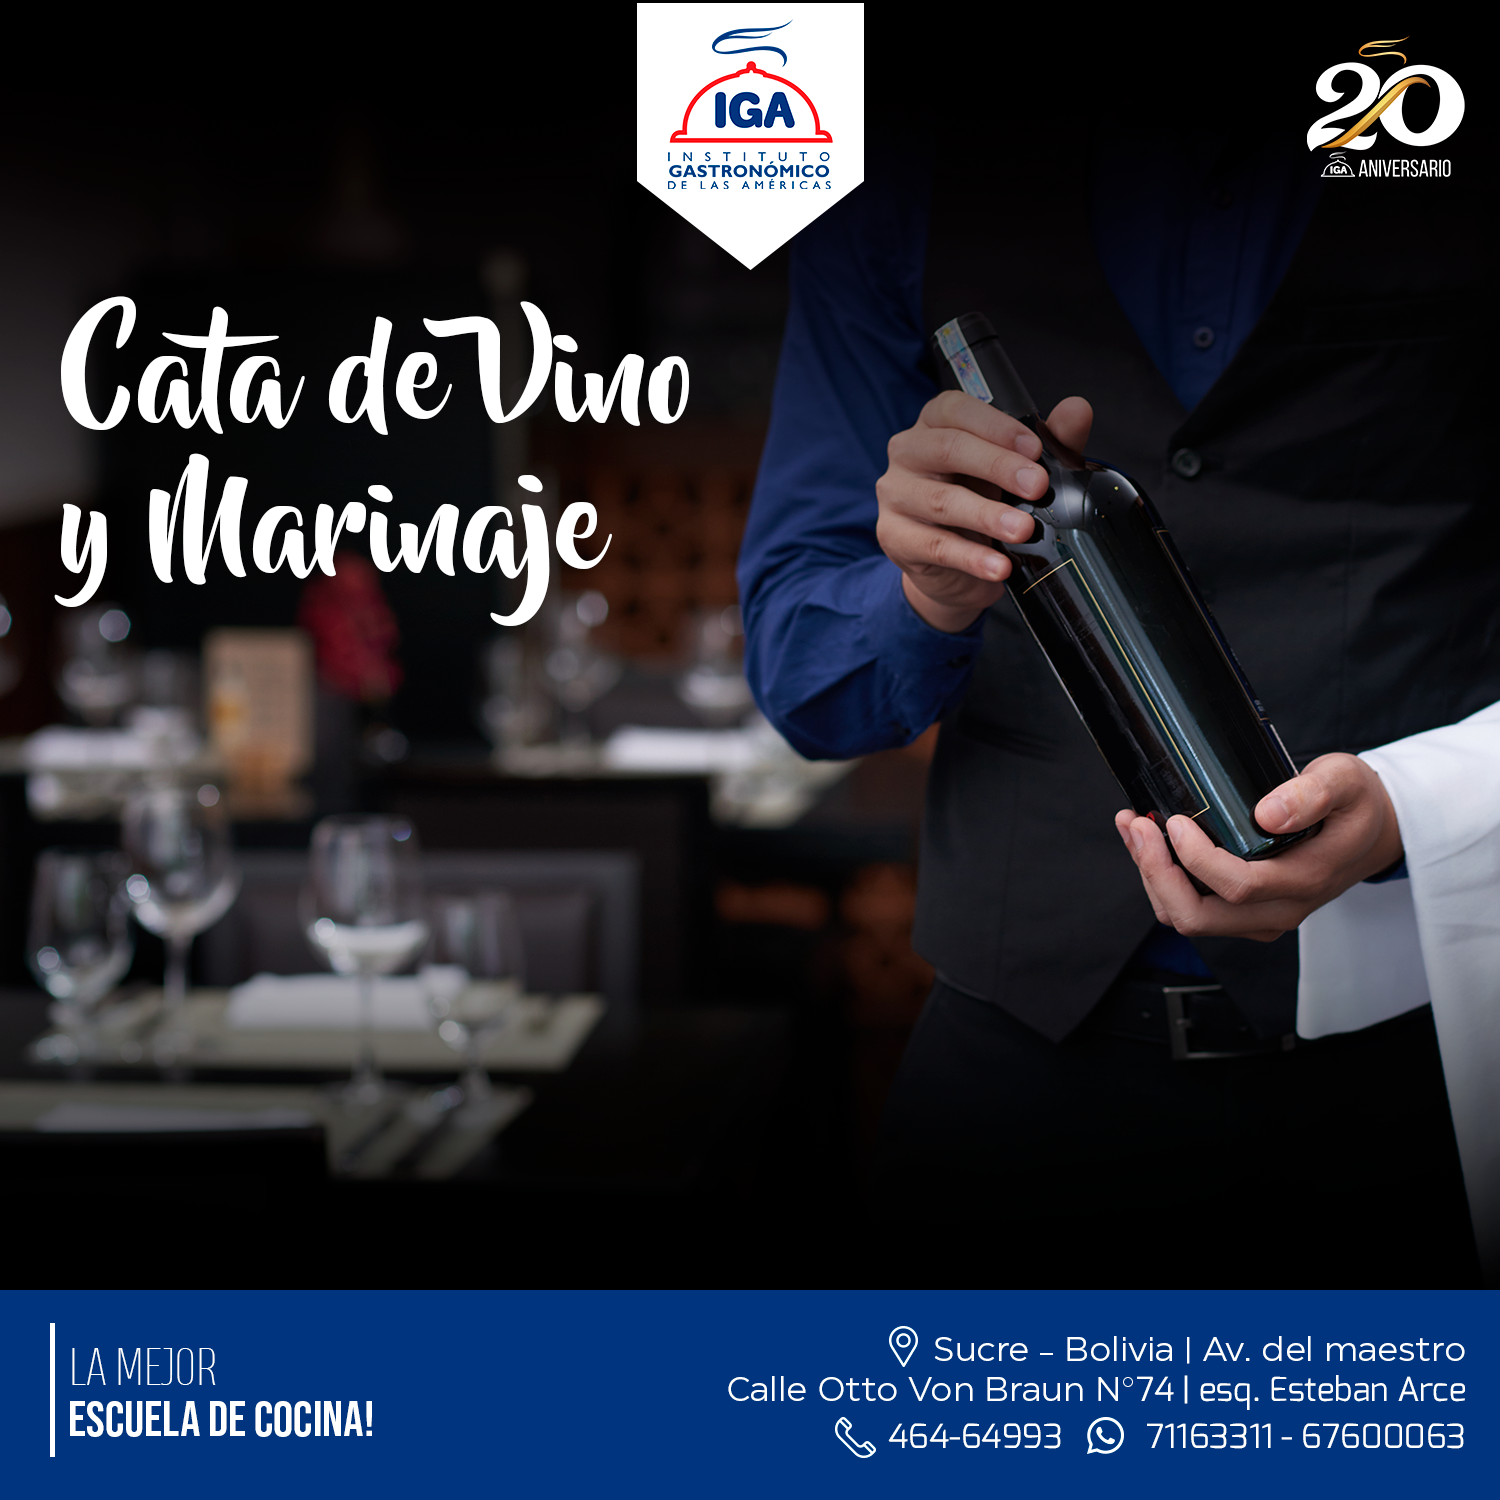 IGA
INSTITUTO
GASTRONÓMICO
DE LAS AMÉRICAS
20
IGA ANIVERSARIO
Cata de Vino
y Marinaje
LA MEJOR
ESCUELA DE COCINA!
Sucre - Bolivia | Av. del maestro
Calle Otto Von Braun N°74 | esq. Esteban Arce
464-64993 71163311 - 67600063